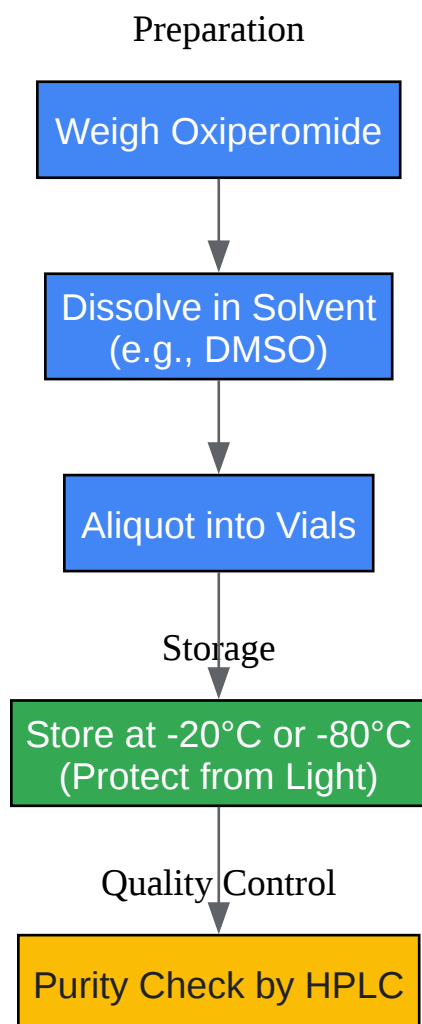 Preparation
Weigh Oxiperomide
Dissolve in Solvent
(e.g., DMSO)
Aliquot into Vials
Storage
Store at -20°C or -80°C
(Protect from Light)
Quality Control
Purity Check by HPLC